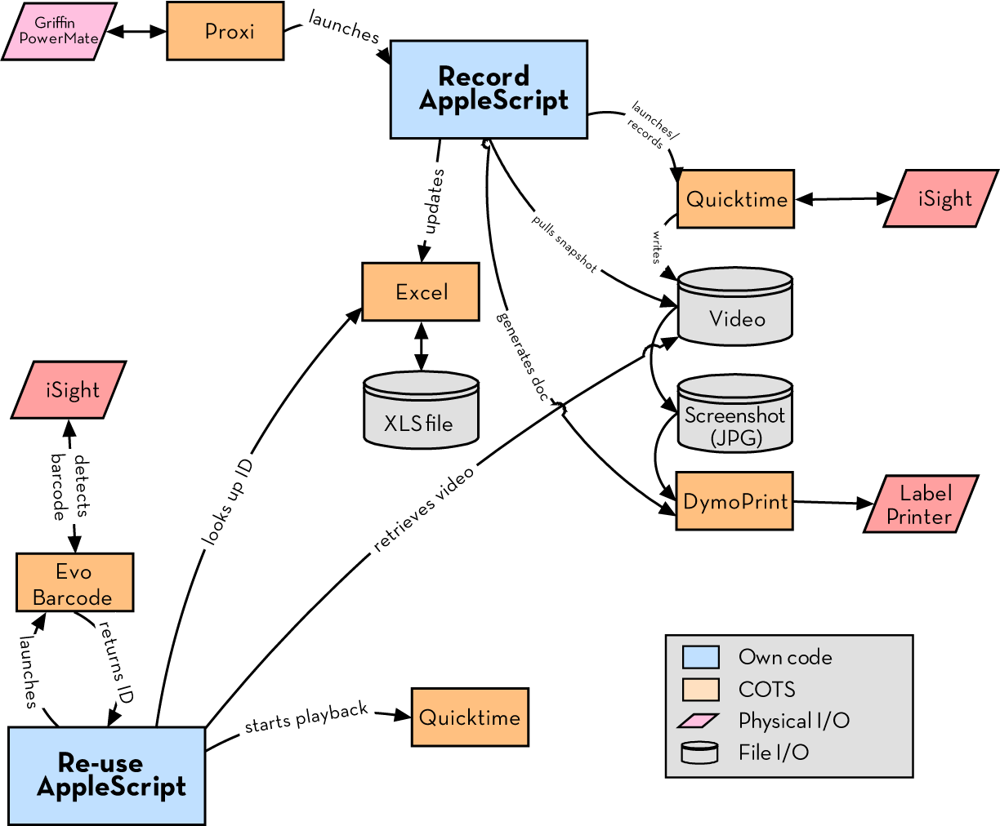 Griffin
PowerMate
Proxi
launches
Record
AppleScript
launches/
records
updates
pulls snapshot
Quicktime
iSight
writes
Excel
generates doc
Video
iSight
XLS file
Screenshot
(JPG)
detects
barcode
looks up ID
retrieves video
DymoPrint
Label
Printer
Evo
Barcode
launches
returns ID
starts playback
Quicktime
Re-use
AppleScript
Own code
COTS
Physical I/O
File I/O